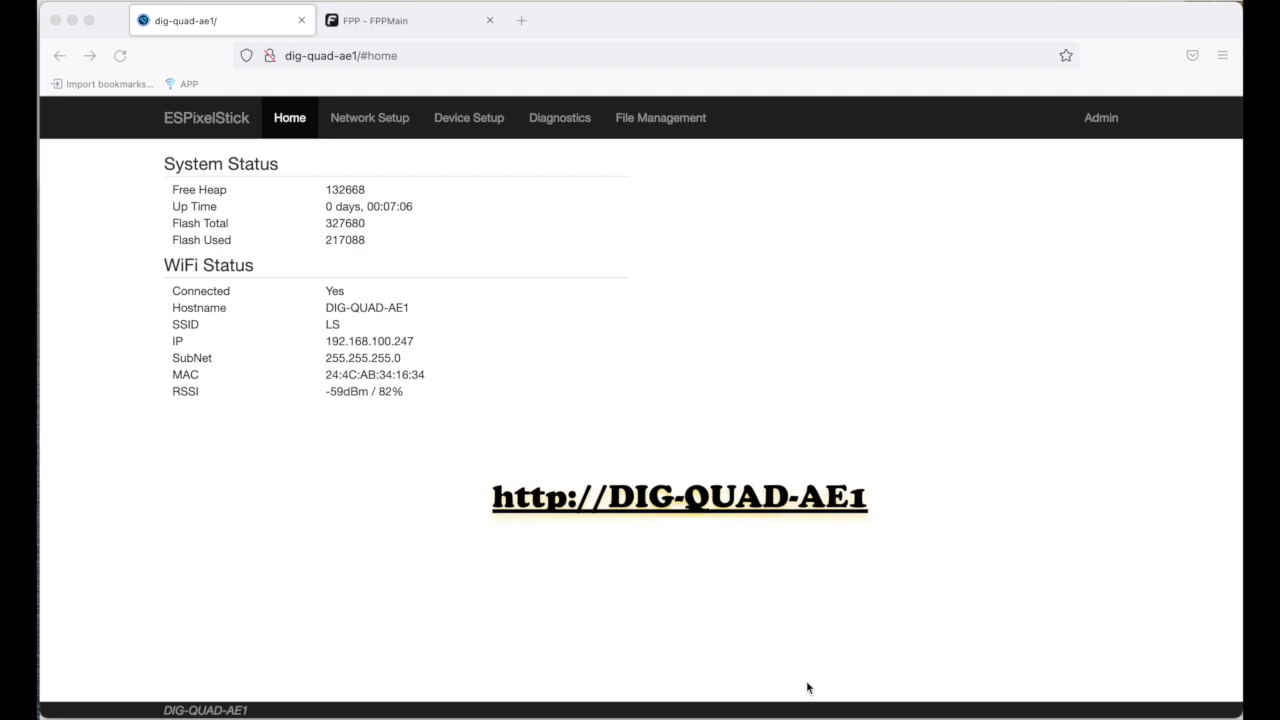 dig-quad-ae1/
FPP - FPPMain
dig-quad-ae1/#home
Import bookmarks... APP
ESPixelStick Home Network Setup Device Setup Diagnostics File Management Admin
System Status
Free Heap 132668
Up Time 0 days, 00:07:06
Flash Total 327680
Flash Used 217088
WiFi Status
Connected Yes
Hostname DIG-QUAD-AE1
SSID LS
IP 192.168.100.247
SubNet 255.255.255.0
MAC 24:4C:AB:34:16:34
RSSI -59dBm / 82%
http://DIG-QUAD-AE1
DIG-QUAD-AE1